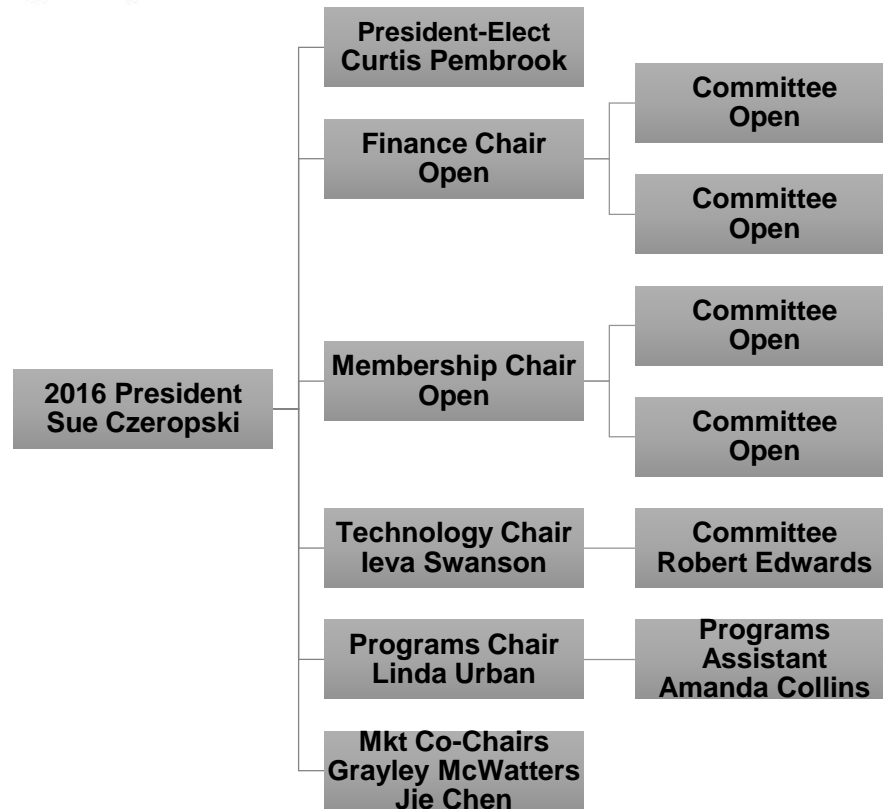 President-Elect
Curtis Pembrook
Finance Chair
Open
Committee
Open
Committee
Open
2016 President
Sue Czeropski
Membership Chair
Open
Committee
Open
Committee
Open
Technology Chair
Ieva Swanson
Committee
Robert Edwards
Programs Chair
Linda Urban
Programs
Assistant
Amanda Collins
Mkt Co-Chairs
Grayley McWatters
Jie Chen